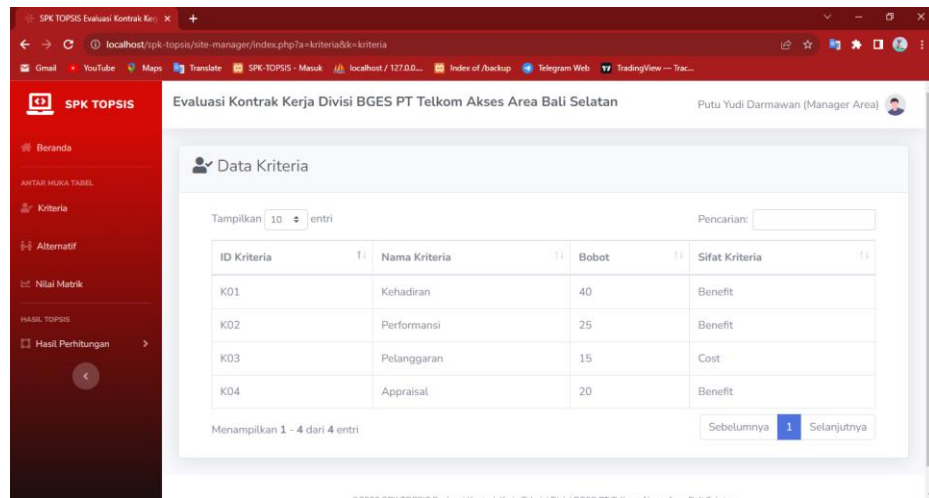 SPK TOPSIS Evaluasi Kontrak Kerj
localhost/spk-topsis/site-manager/index.php?a=kriteria&k=kriteria
Gmail YouTube Maps Translate SPK-TOPSIS - Masuk localhost / 127.0.0... Index of /backup Telegram Web TradingView — Trac...
SPK TOPSIS
Evaluasi Kontrak Kerja Divisi BGES PT Telkom Akses Area Bali Selatan
Putu Yudi Darmawan (Manager Area)
Beranda
ANTAR MUKA TABEL
Kriteria
Alternatif
Nilai Matrik
HASIL TOPSIS
Hasil Perhitungan
Data Kriteria
Tampilkan 10 entri
Pencarian:
ID Kriteria Nama Kriteria Bobot Sifat Kriteria
K01 Kehadiran 40 Benefit
K02 Performansi 25 Benefit
K03 Pelanggaran 15 Cost
K04 Appraisal 20 Benefit
Menampilkan 1 - 4 dari 4 entri
Sebelumnya 1 Selanjutnya